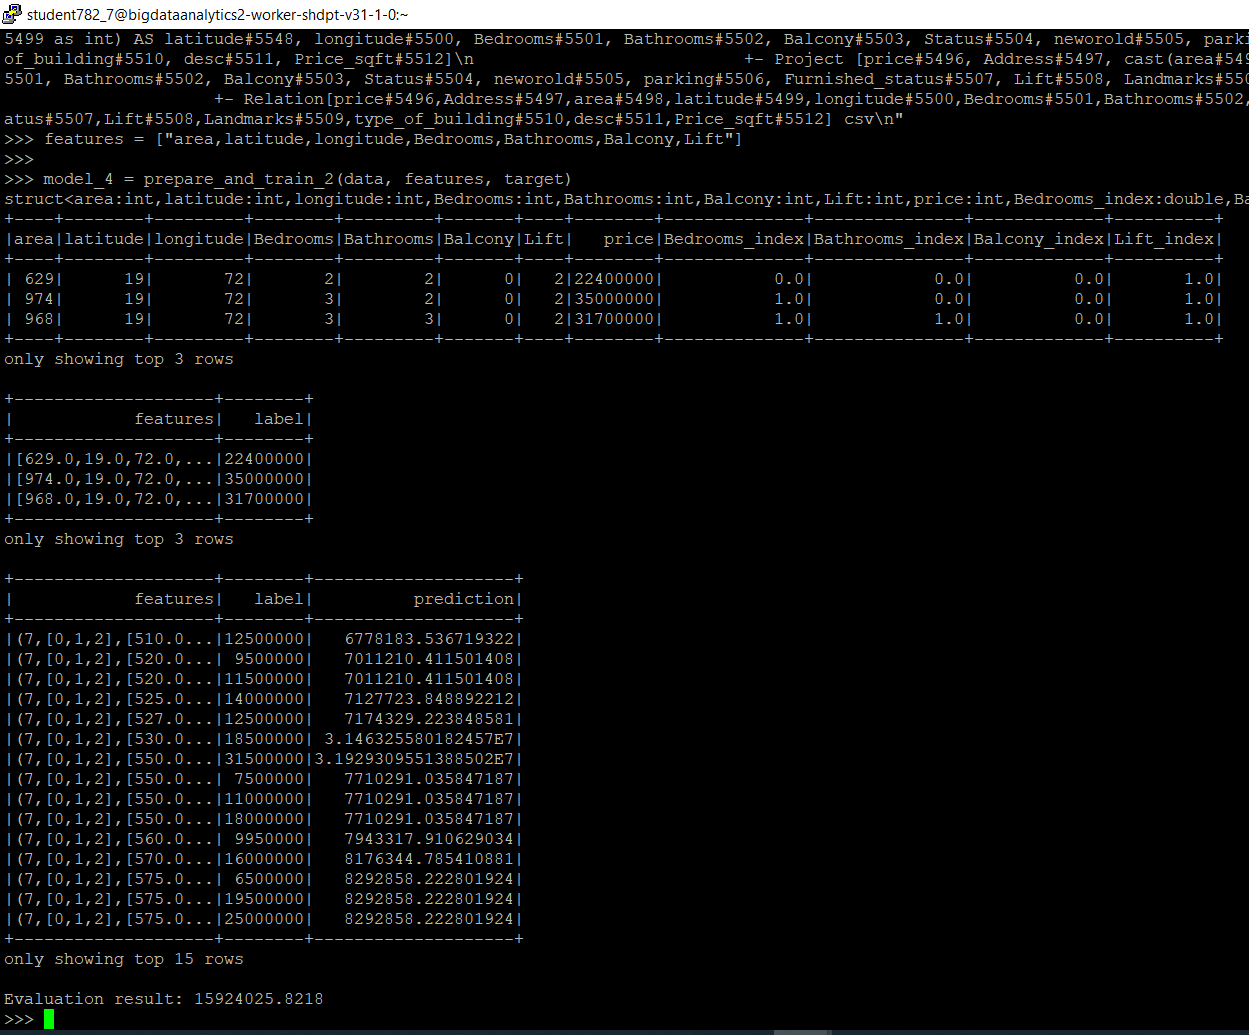 student782_7@bigdataanalytics2-worker-shdpt-v31-1-0:~
5499 as int) AS latitude#5548, longitude#5500, Bedrooms#5501, Bathrooms#5502, Balcony#5503, Status#5504, neworold#5505, parki
of_building#5510, desc#5511, Price_sqft#5512]\n                           +- Project [price#5496, Address#5497, cast(area#549
5501, Bathrooms#5502, Balcony#5503, Status#5504, neworold#5505, parking#5506, Furnished_status#5507, Lift#5508, Landmarks#550
                     +- Relation[price#5496,Address#5497,area#5498,latitude#5499,longitude#5500,Bedrooms#5501,Bathrooms#5502,
atus#5507,Lift#5508,Landmarks#5509,type_of_building#5510,desc#5511,Price_sqft#5512] csv\n"
>>> features = ["area,latitude,longitude,Bedrooms,Bathrooms,Balcony,Lift"]
>>>
>>> model_4 = prepare_and_train_2(data, features, target)
struct<area:int,latitude:int,longitude:int,Bedrooms:int,Bathrooms:int,Balcony:int,Lift:int,price:int,Bedrooms_index:double,Ba
+----+--------+---------+--------+---------+-------+----+--------+--------------+---------------+-------------+----------+
|area|latitude|longitude|Bedrooms|Bathrooms|Balcony|Lift|   price|Bedrooms_index|Bathrooms_index|Balcony_index|Lift_index|
+----+--------+---------+--------+---------+-------+----+--------+--------------+---------------+-------------+----------+
| 629|      19|       72|       2|        2|      0|   2|22400000|           0.0|            0.0|          0.0|       1.0|
| 974|      19|       72|       3|        2|      0|   2|35000000|           1.0|            0.0|          0.0|       1.0|
| 968|      19|       72|       3|        3|      0|   2|31700000|           1.0|            1.0|          0.0|       1.0|
+----+--------+---------+--------+---------+-------+----+--------+--------------+---------------+-------------+----------+
only showing top 3 rows
+--------------------+--------+
|            features|   label|
+--------------------+--------+
|[629.0,19.0,72.0,...|22400000|
|[974.0,19.0,72.0,...|35000000|
|[968.0,19.0,72.0,...|31700000|
+--------------------+--------+
only showing top 3 rows
+--------------------+--------+--------------------+
|            features|   label|          prediction|
+--------------------+--------+--------------------+
|(7,[0,1,2],[510.0...|12500000|   6778183.536719322|
|(7,[0,1,2],[520.0...| 9500000|   7011210.411501408|
|(7,[0,1,2],[520.0...|11500000|   7011210.411501408|
|(7,[0,1,2],[525.0...|14000000|   7127723.848892212|
|(7,[0,1,2],[527.0...|12500000|   7174329.223848581|
|(7,[0,1,2],[530.0...|18500000| 3.146325580182457E7|
|(7,[0,1,2],[550.0...|31500000|3.1929309551388502E7|
|(7,[0,1,2],[550.0...| 7500000|   7710291.035847187|
|(7,[0,1,2],[550.0...|11000000|   7710291.035847187|
|(7,[0,1,2],[550.0...|18000000|   7710291.035847187|
|(7,[0,1,2],[560.0...| 9950000|   7943317.910629034|
|(7,[0,1,2],[570.0...|16000000|   8176344.785410881|
|(7,[0,1,2],[575.0...| 6500000|   8292858.222801924|
|(7,[0,1,2],[575.0...|19500000|   8292858.222801924|
|(7,[0,1,2],[575.0...|25000000|   8292858.222801924|
+--------------------+--------+--------------------+
only showing top 15 rows
Evaluation result: 15924025.8218
>>>